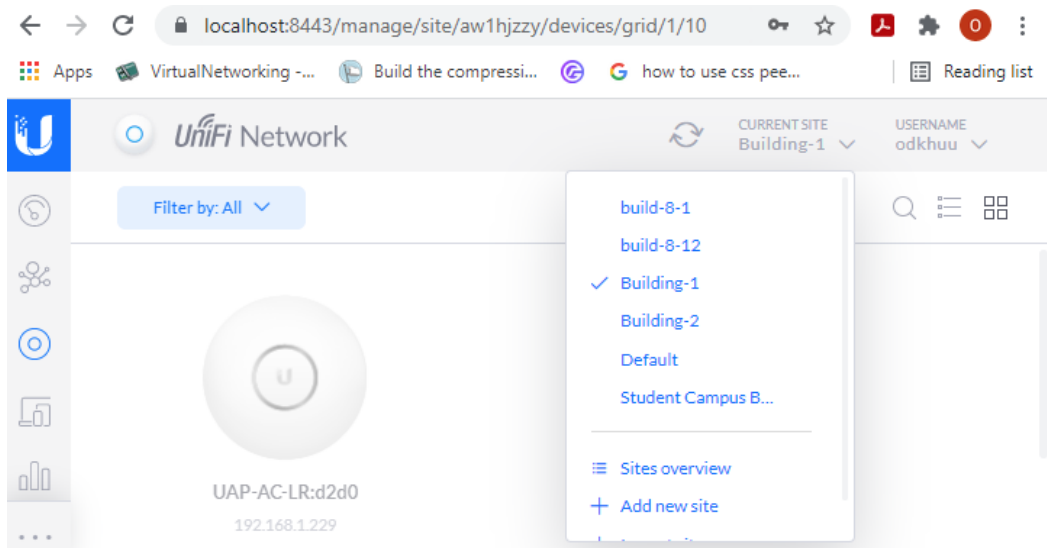 localhost:8443/manage/site/aw1hjzzy/devices/grid/1/10
O
Apps VirtualNetworking -... Build the compressi... how to use css pee... Reading list
UniFi Network
CURRENT SITE
Building-1
USERNAME
odkhuu
Filter by: All
build-8-1
build-8-12
Building-1
Building-2
Default
Student Campus B...
Sites overview
Add new site
UAP-AC-LR:d2d0
192.168.1.229